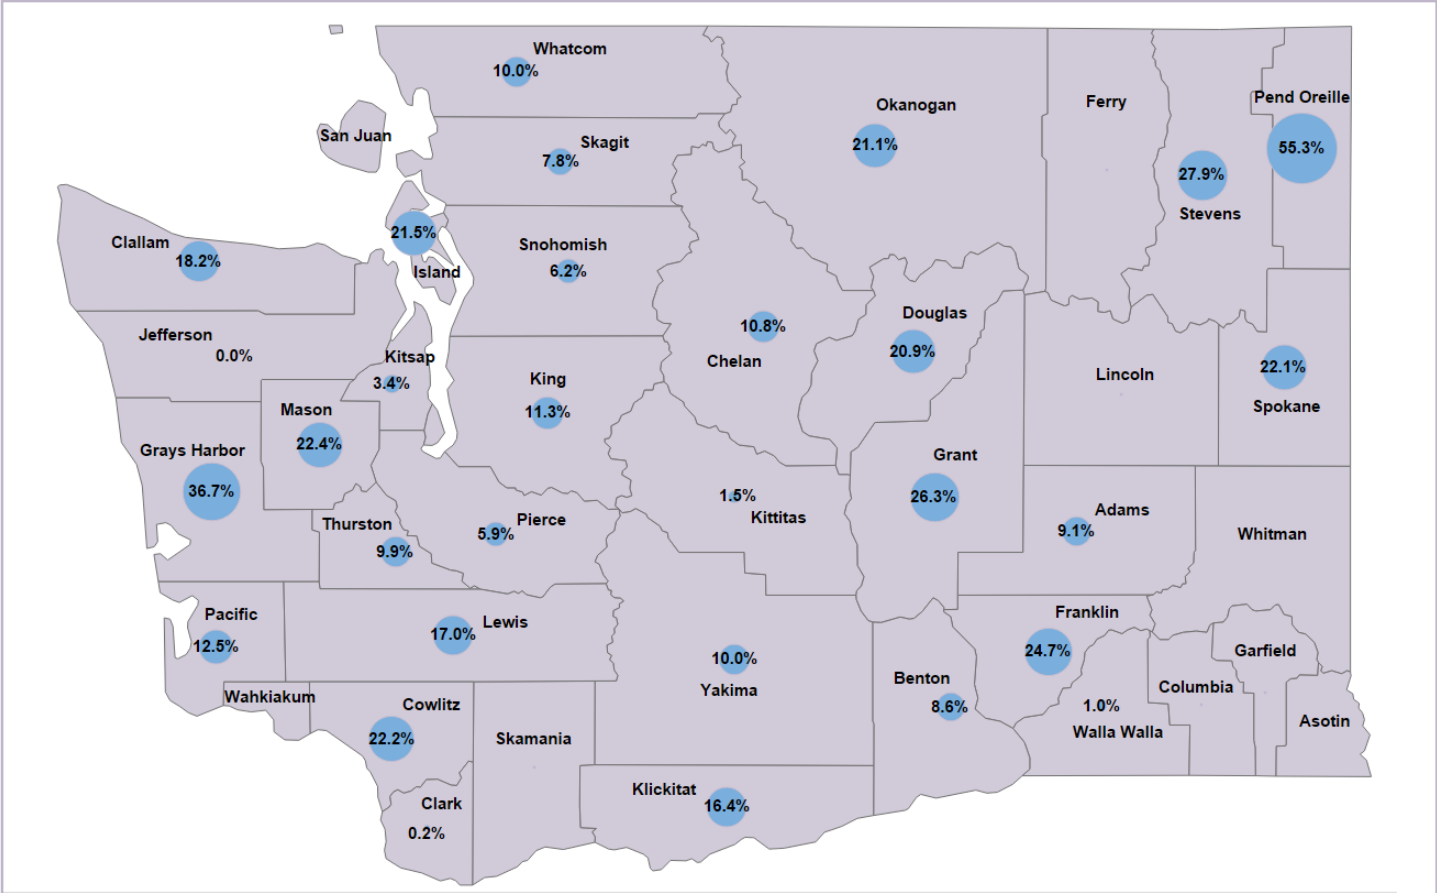 Whatcom
10.0%
San Juan
Skagit
7.8%
Okanogan
21.1%
Ferry
Pend Oreille
55.3%
27.9%
Stevens
Clallam
18.2%
21.5%
Island
Snohomish
6.2%
Jefferson
0.0%
Kitsap
3.4%
10.8%
Chelan
Douglas
20.9%
Lincoln
22.1%
Spokane
King
11.3%
Mason
22.4%
Grays Harbor
36.7%
Grant
26.3%
1.5%
Kittitas
Adams
9.1%
Whitman
Thurston
9.9%
Pierce
5.9%
Pacific
12.5%
Lewis
17.0%
10.0%
Yakima
Franklin
24.7%
Benton
8.6%
1.0%
Walla Walla
Columbia
Garfield
Asotin
Wahkiakum
Cowlitz
22.2%
Skamania
Clark
0.2%
Klickitat
16.4%